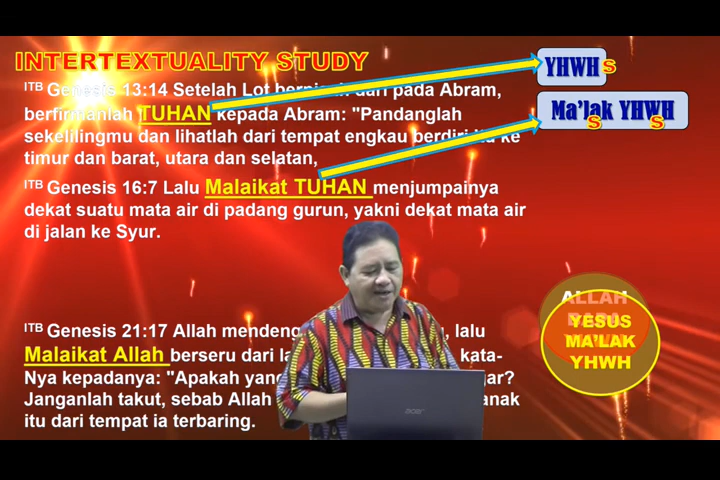 INTERTEXTUALITY STUDY
ITB Genesis 13:14 Setelah Lot dari pada Abram,
berfirmanlah TUHAN kepada Abram: "Pandanglah
sekelilingmu dan lihatlah dari tempat engkau berdiri itu ke
timur dan barat, utara dan selatan,
YHWH S
Ma'lak YHWH
S S
ITB Genesis 16:7 Lalu Malaikat TUHAN menjumpainya
dekat suatu mata air di padang gurun, yakni dekat mata air
di jalan ke Syur.
ITB Genesis 21:17 Allah lalu
Malaikat Allah berseru dari kata-
Nya kepadanya: "Apakah
Janganlah takut, sebab Allah anak
itu dari tempat ia terbaring.
ALLAH
YESUS
MA'LAK
YHWH
acer